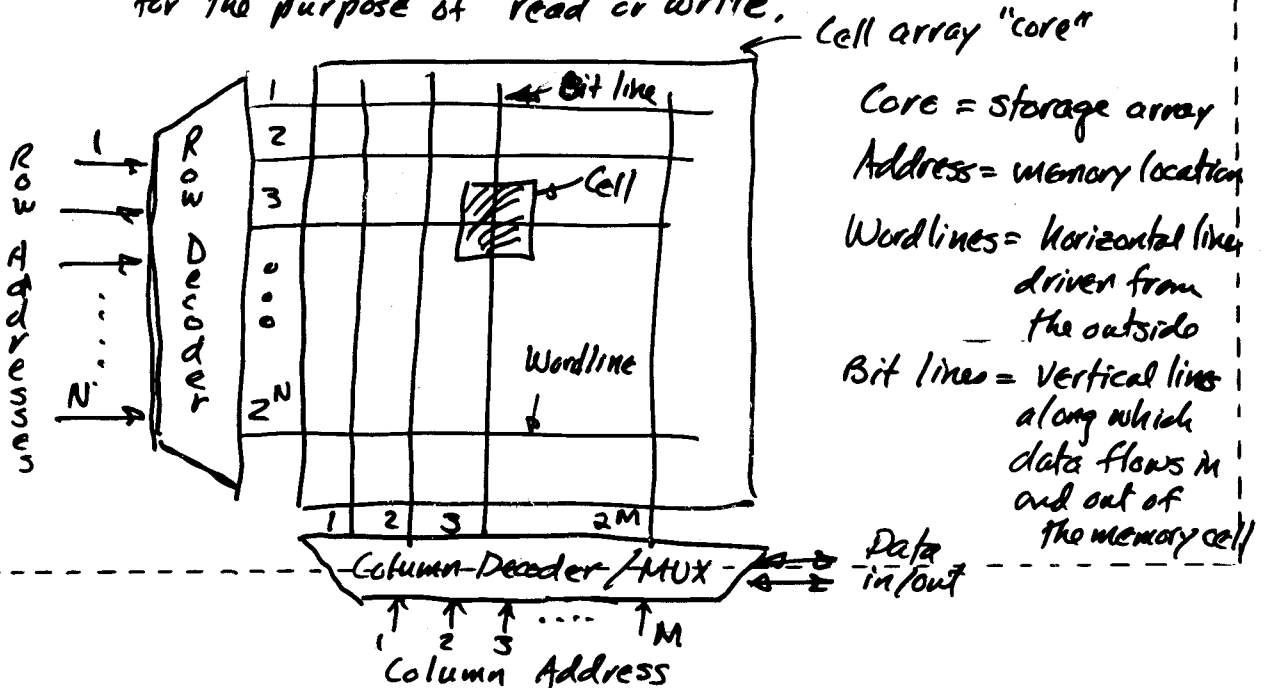 for the purpose of read or write.
Cell array "core"
1
Bit line
2
Cell
3
2^N
Wordline
Row Addresses
1
N
Row Decoder
Core = storage array
Address = memory location
Wordlines = horizontal line
driven from
the outside
Bit lines = vertical line
along which
data flows in
and out of
the memory cell
1 2 3 2^M
Column Decoder / MUX
Data
in/out
1 2 3 .... M
Column Address